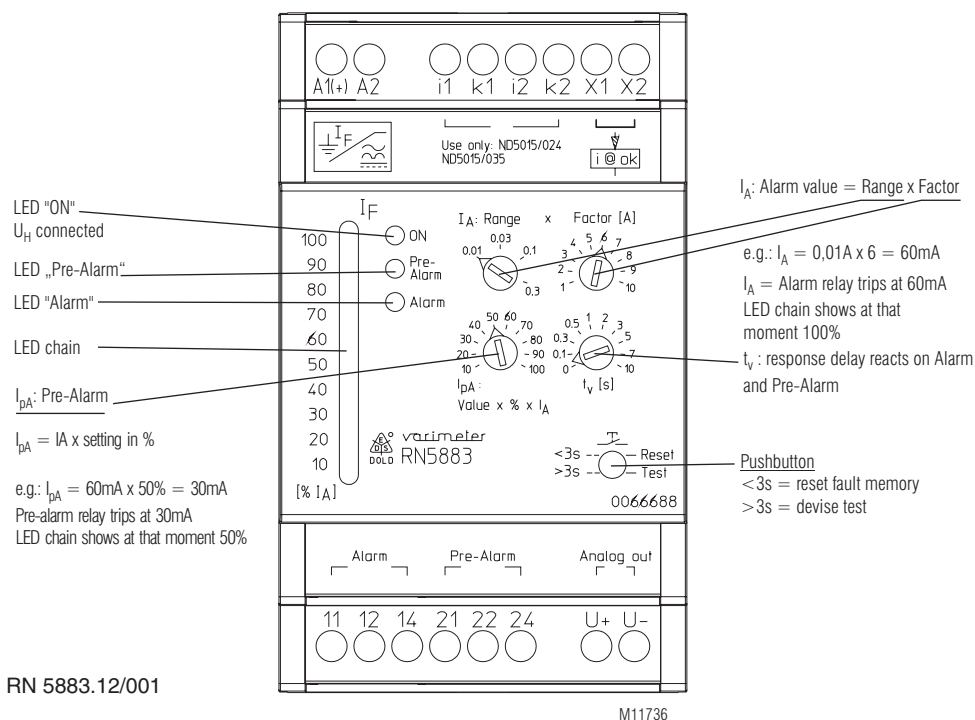 A1(+) A2 i1 k1 i2 k2 X1 X2
I_F
Use only: ND5015/024
ND5015/035
i @ ok
LED "ON"
U_H connected
LED „Pre-Alarm“
LED "Alarm"
LED chain
I_pA: Pre-Alarm
I_pA = IA x setting in %
e.g.: I_pA = 60mA x 50% = 30mA
Pre-alarm relay trips at 30mA
LED chain shows at that moment 50%
I_F
100
90
80
70
60
50
40
30
20
10
[% I_A]
ON
Pre-
Alarm
Alarm
I_A: Range x Factor [A]
0.01 0.03 0.1 0.3
1 2 3 4 5 6 7 8 9 10
10 20 30 40 50 60 70 80 90 100
I_pA:
Value x % x I_A
0 0.1 0.3 0.5 1 2 3 5 7 10
t_v [s]
DOLD
varimeter
RN5883
<3s Reset
>3s Test
0066688
I_A: Alarm value = Range x Factor
e.g.: I_A = 0,01A x 6 = 60mA
I_A = Alarm relay trips at 60mA
LED chain shows at that
moment 100%
t_v : response delay reacts on Alarm
and Pre-Alarm
Pushbutton
<3s = reset fault memory
>3s = devise test
Alarm Pre-Alarm Analog out
11 12 14 21 22 24 U+ U-
RN 5883.12/001
M11736